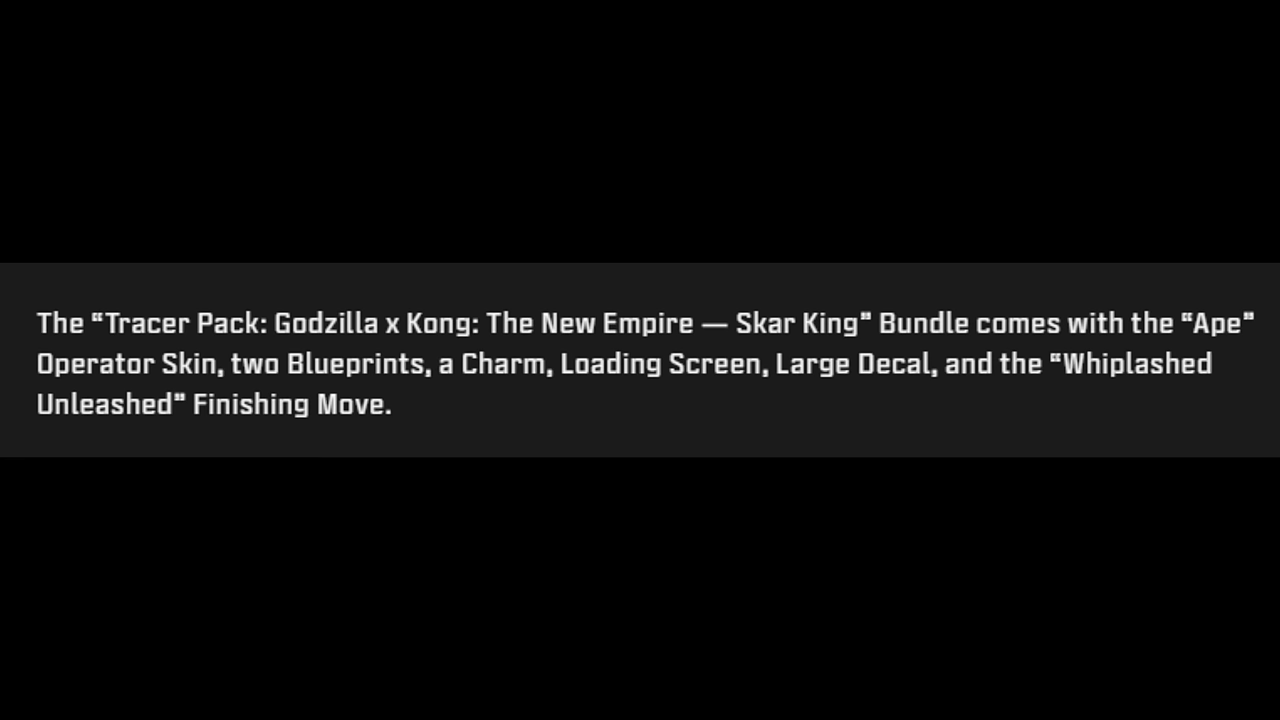 The “Tracer Pack: Godzilla x Kong: The New Empire — Skar King” Bundle comes with the “Ape”
Operator Skin, two Blueprints, a Charm, Loading Screen, Large Decal, and the “Whiplashed
Unleashed” Finishing Move.